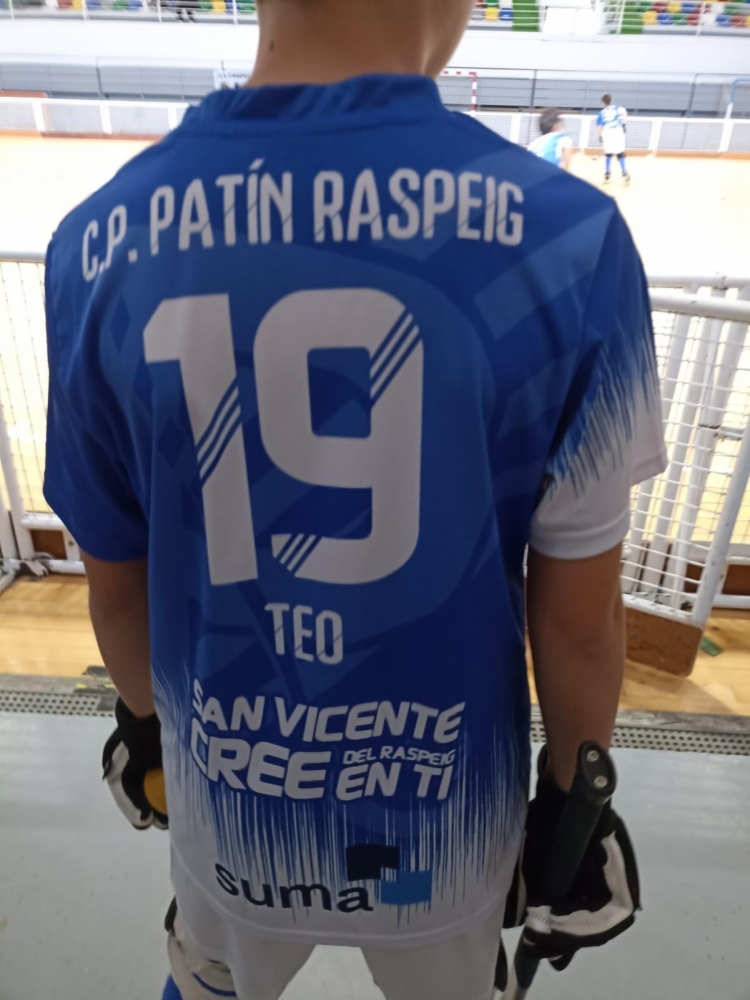 C.P. PATÍN RASPEIG
19
TEO
SAN VICENTE
DEL RASPEIG
CREE EN TI
suma